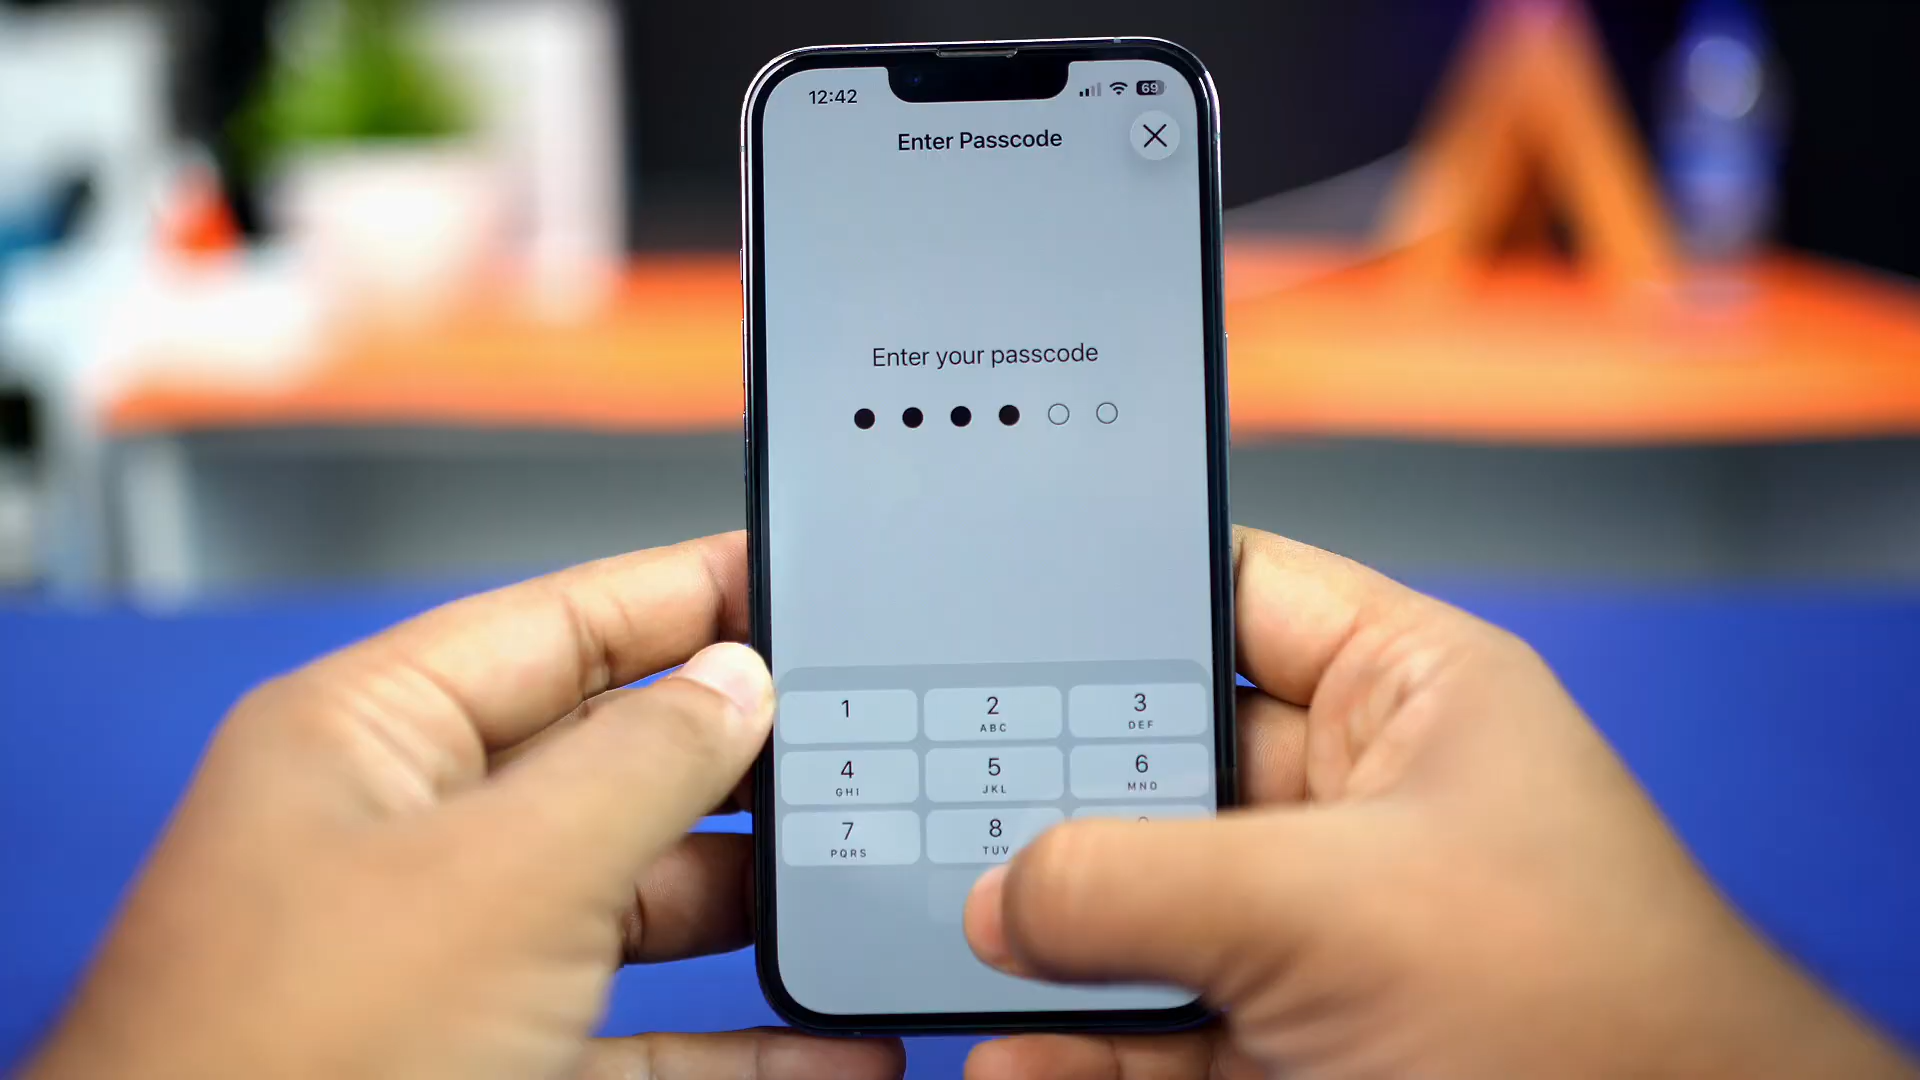 12:42 69
Enter Passcode
Enter your passcode
1 2 3
ABC DEF
4 5 6
GHI JKL MNO
7 8
PQRS TUV